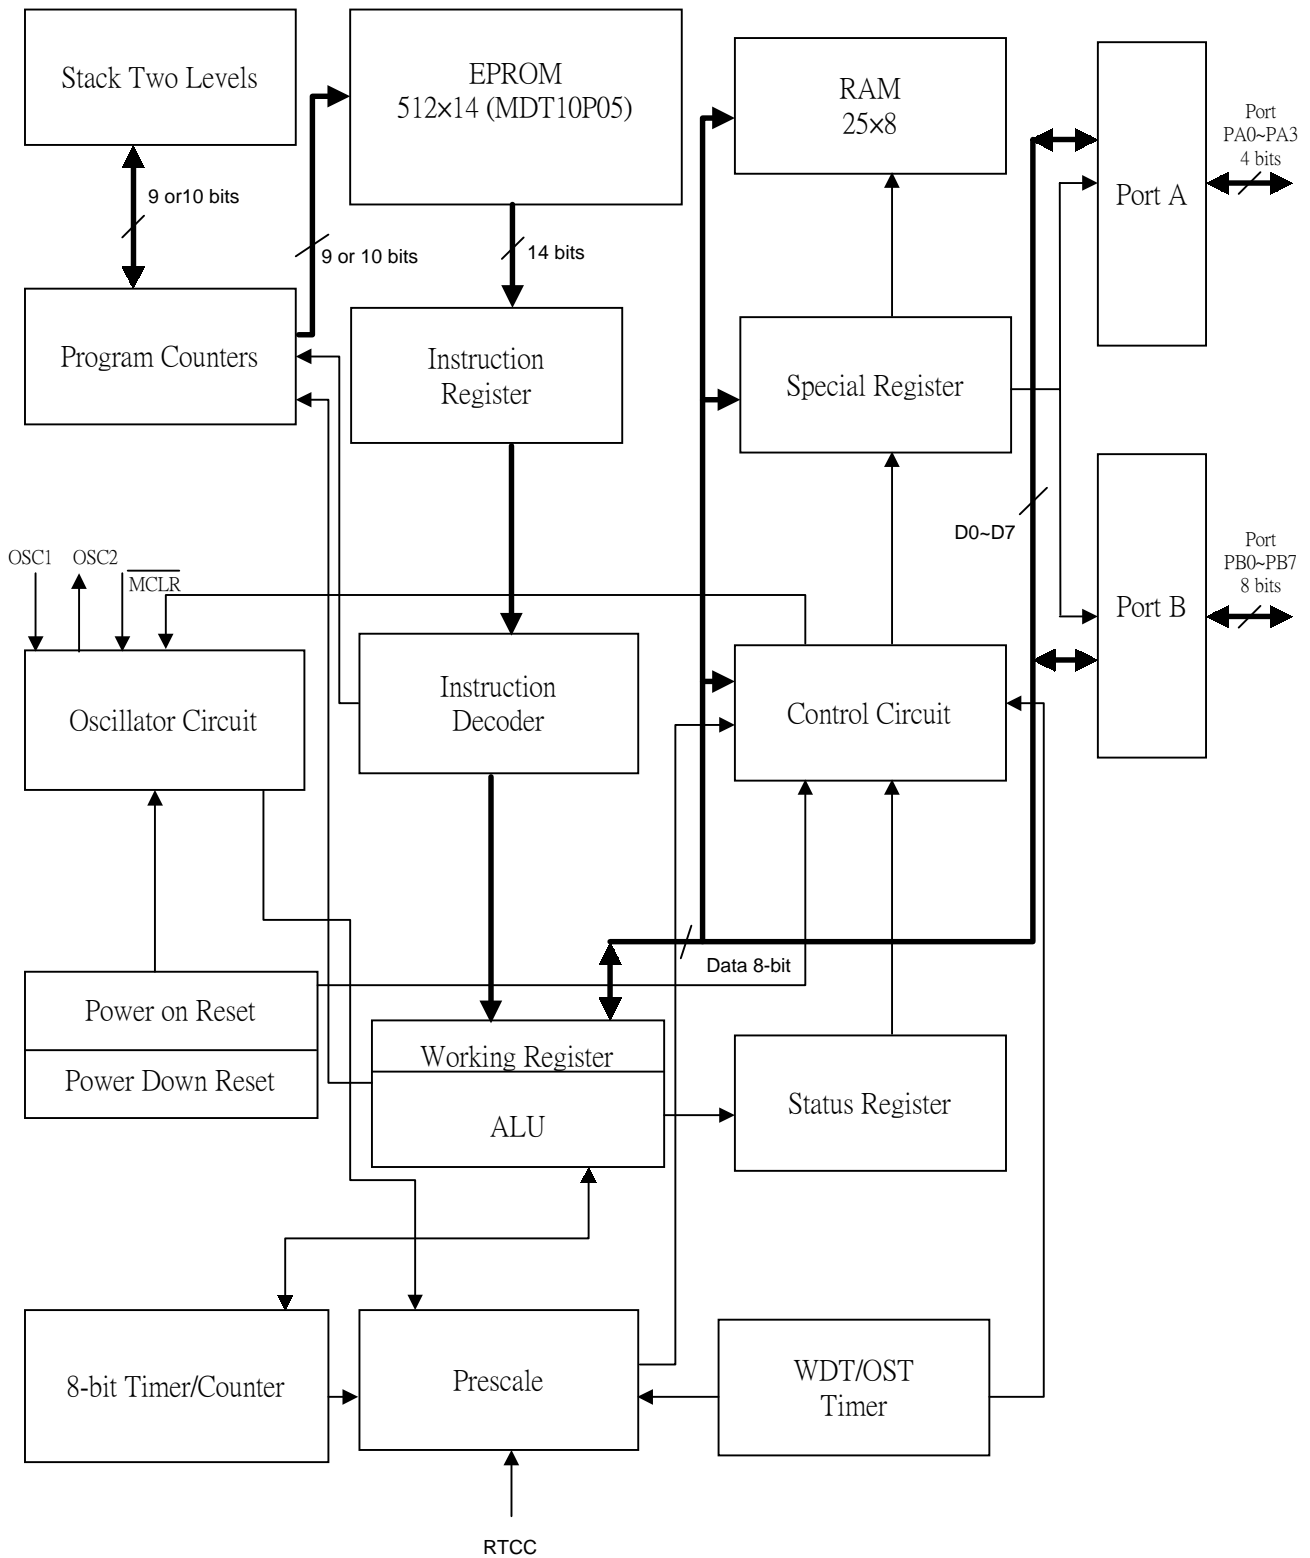 Stack Two Levels
EPROM
512×14 (MDT10P05)
RAM
25×8
Port
PA0~PA3
4 bits
Port A
9 or10 bits
9 or 10 bits
14 bits
Program Counters
Instruction
Register
Special Register
D0~D7
OSC1
OSC2
MCLR
Port
PB0~PB7
8 bits
Port B
Oscillator Circuit
Instruction
Decoder
Control Circuit
Data 8-bit
Power on Reset
Power Down Reset
Working Register
ALU
Status Register
8-bit Timer/Counter
Prescale
WDT/OST
Timer
RTCC